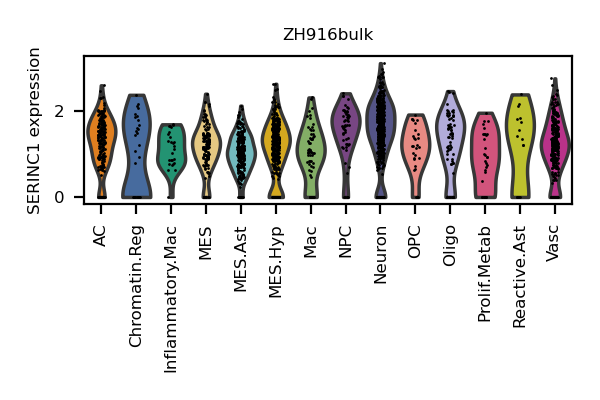 ZH916bulk
SERINC1 expression
2
0
AC
Chromatin.Reg
Inflammatory.Mac
MES
MES.Ast
MES.Hyp
Mac
NPC
Neuron
OPC
Oligo
Prolif.Metab
Reactive.Ast
Vasc